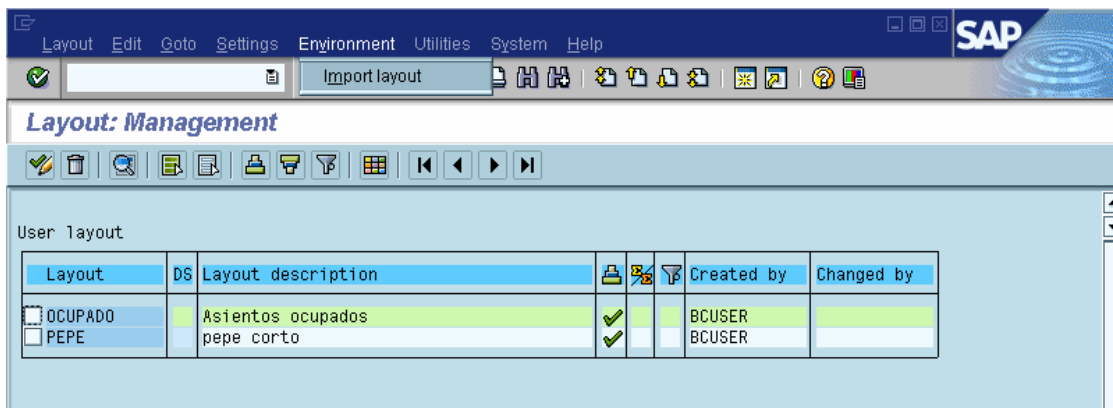 Layout Edit Goto Settings Environment Utilities System Help
SAP
Import layout
Layout: Management
User layout
Layout DS Layout description Created by Changed by
OCUPADO Asientos ocupados BCUSER
PEPE pepe corto BCUSER